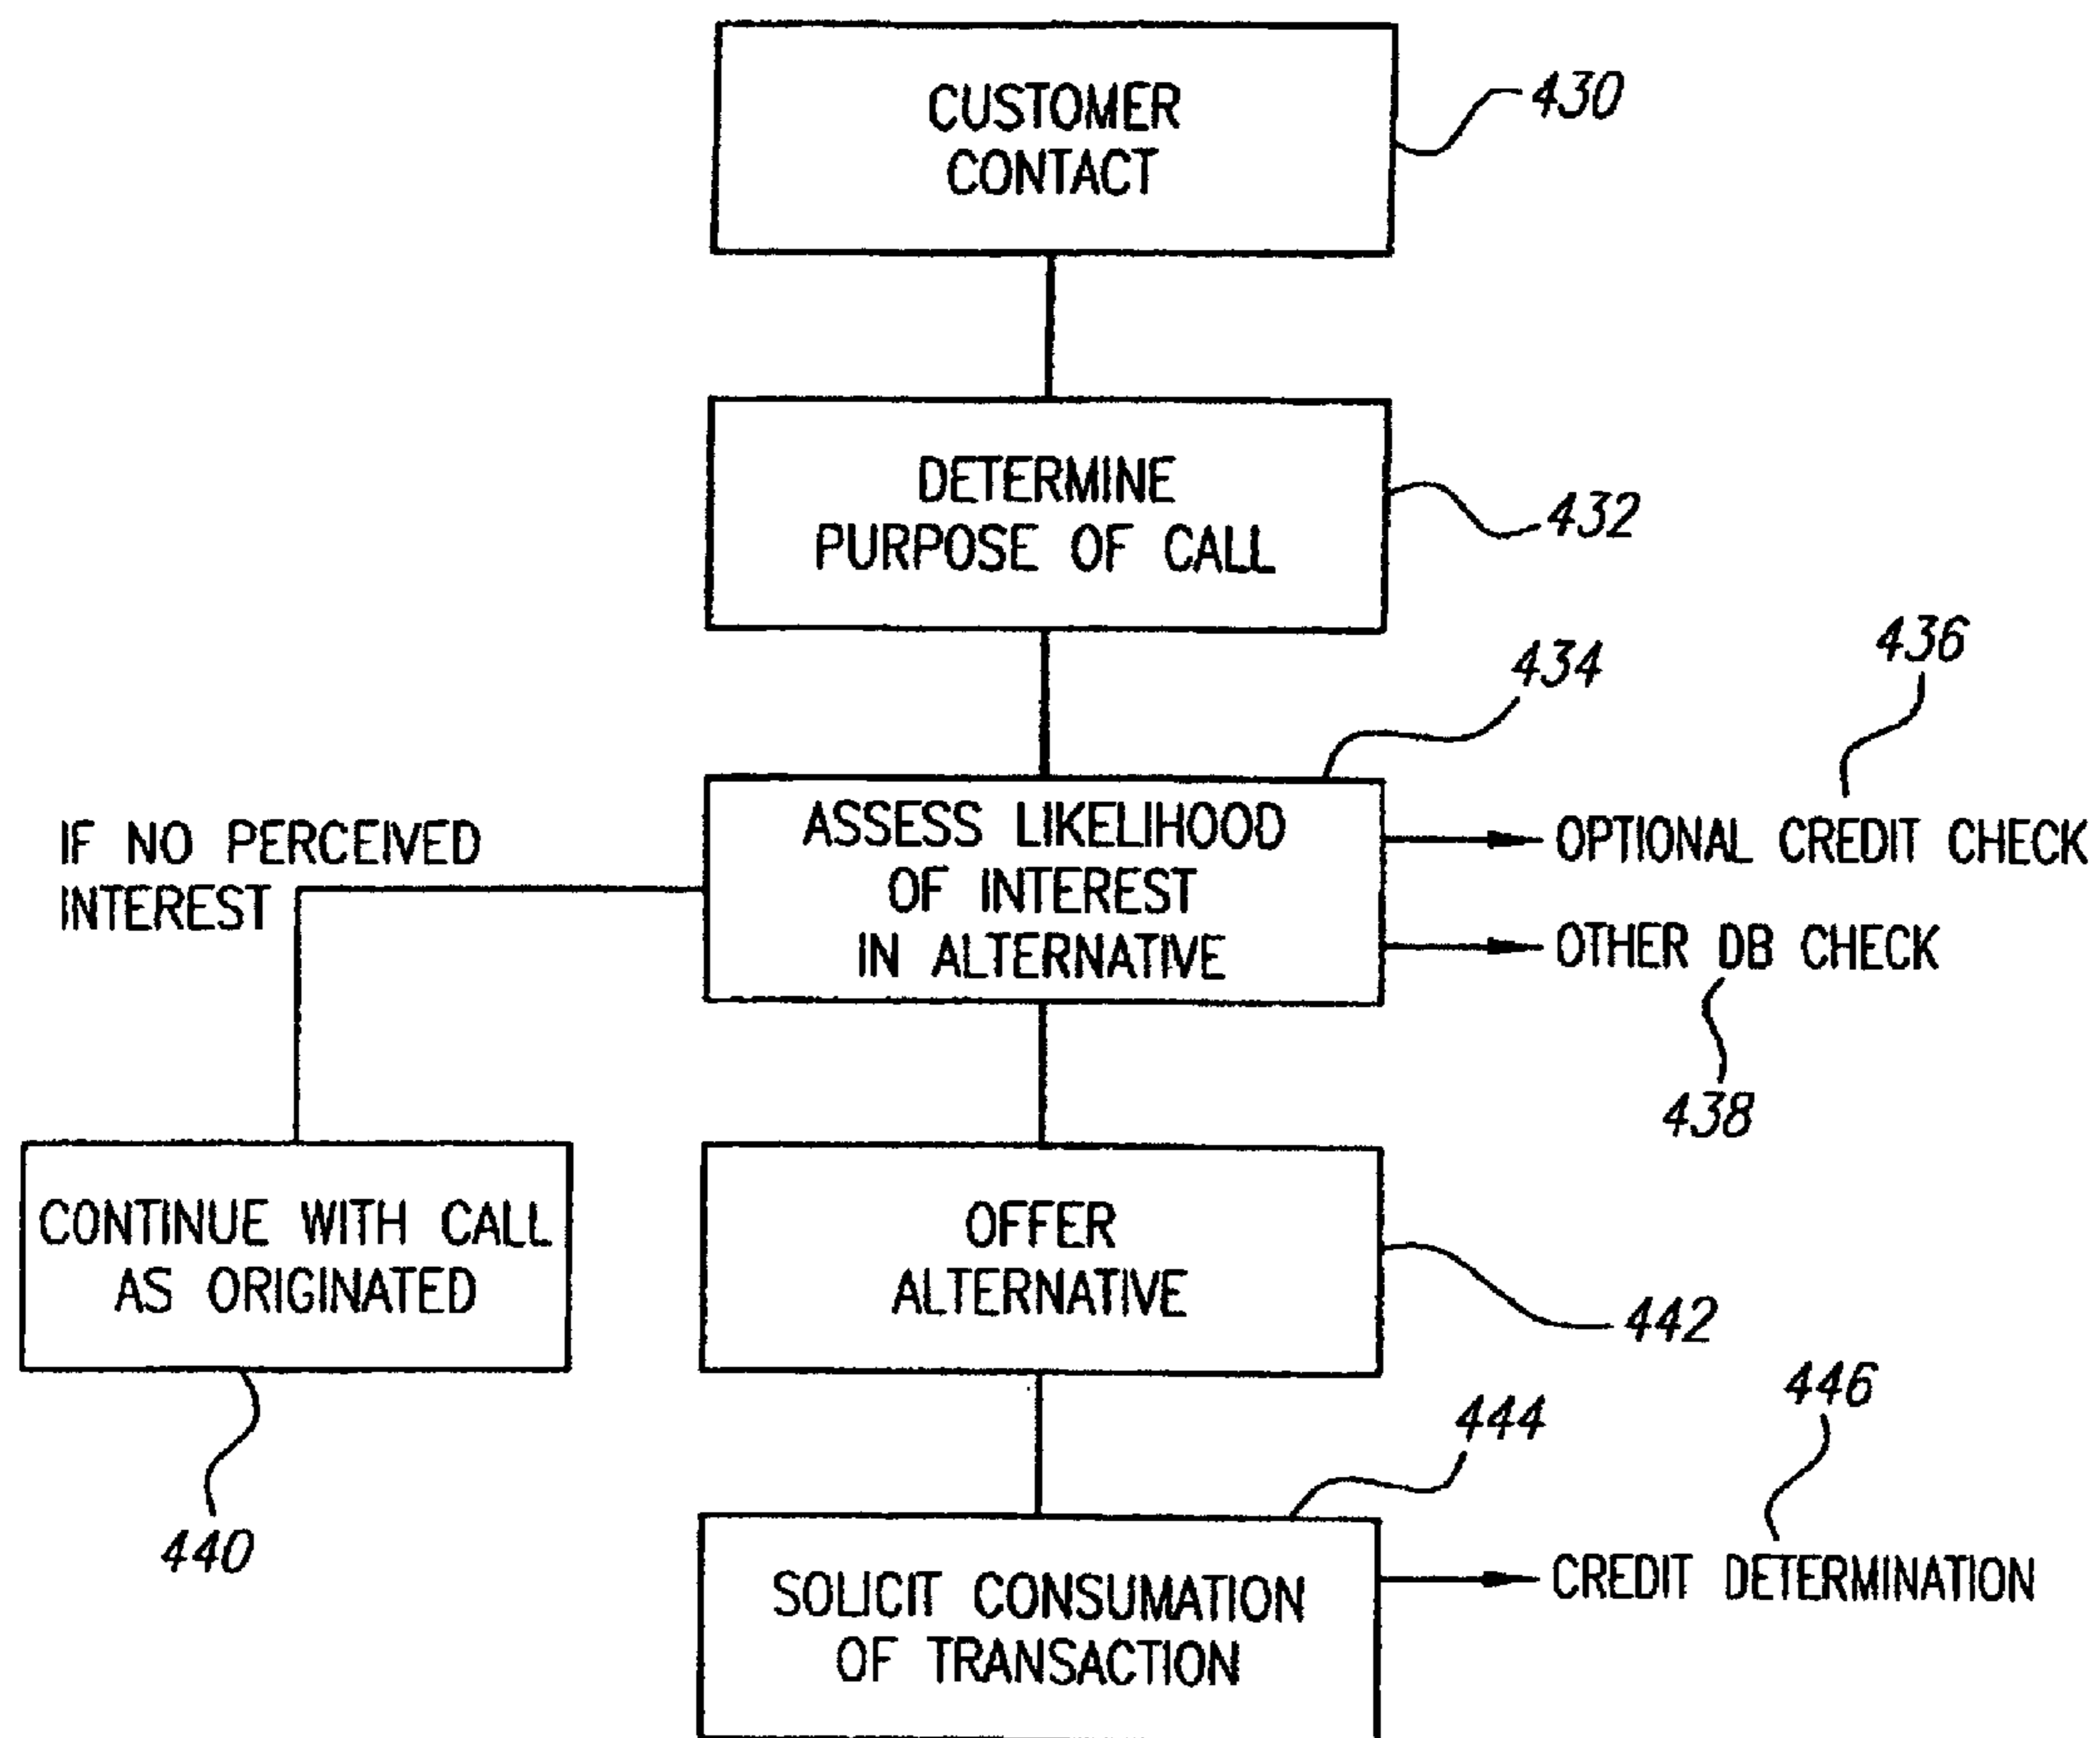 CUSTOMER
CONTACT
430
DETERMINE
PURPOSE OF CALL
432
434
436
IF NO PERCEIVED
INTEREST
ASSESS LIKELIHOOD
OF INTEREST
IN ALTERNATIVE
OPTIONAL CREDIT CHECK
OTHER DB CHECK
438
CONTINUE WITH CALL
AS ORIGINATED
440
OFFER
ALTERNATIVE
442
444
446
SOLICIT CONSUMATION
OF TRANSACTION
CREDIT DETERMINATION